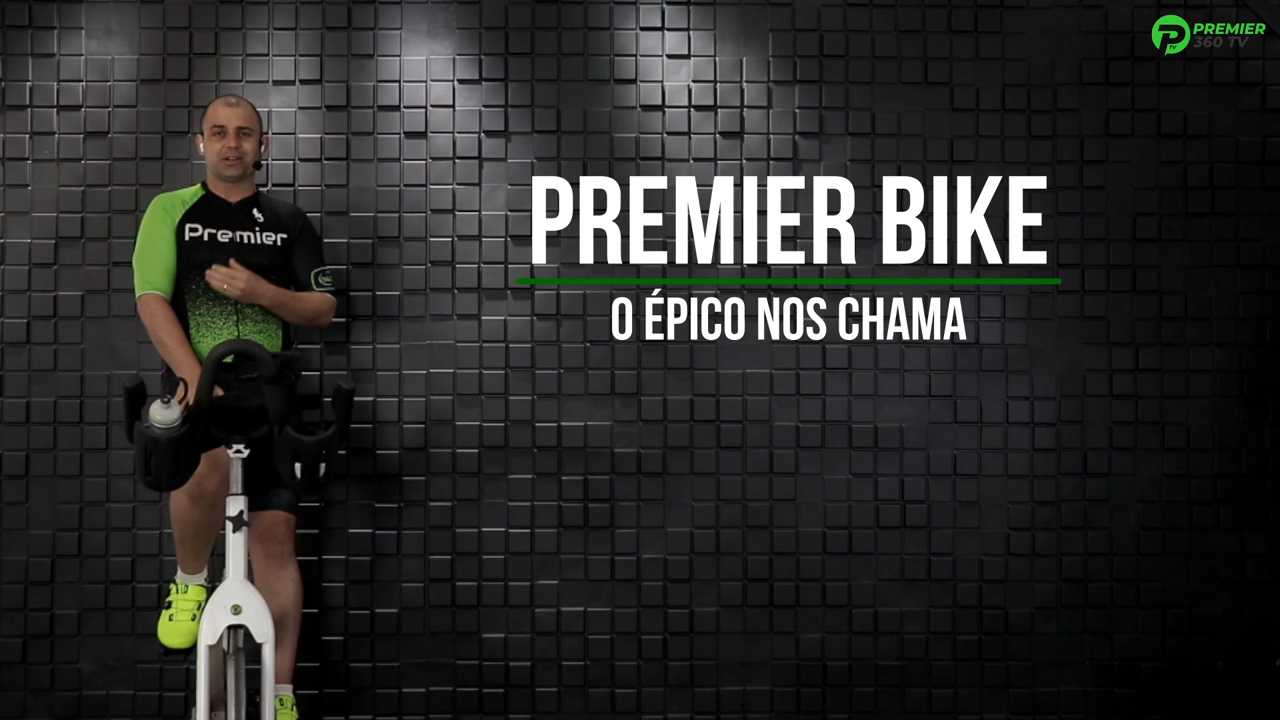 PREMIER
360 TV
PREMIER BIKE
O ÉPICO NOS CHAMA
Premier